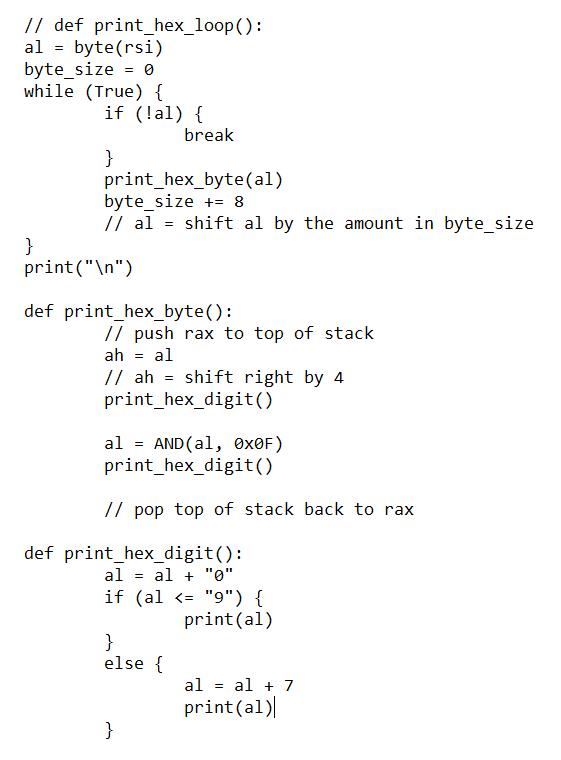 // def print_hex_loop():
al = byte(rsi)
byte_size = 0
while (True) {
        if (!al) {
                break
        }
        print_hex_byte(al)
        byte_size += 8
        // al = shift al by the amount in byte_size
}
print("\n")

def print_hex_byte():
        // push rax to top of stack
        ah = al
        // ah = shift right by 4
        print_hex_digit()

        al = AND(al, 0x0F)
        print_hex_digit()

        // pop top of stack back to rax

def print_hex_digit():
        al = al + "0"
        if (al <= "9") {
                print(al)
        }
        else {
                al = al + 7
                print(al)
        }